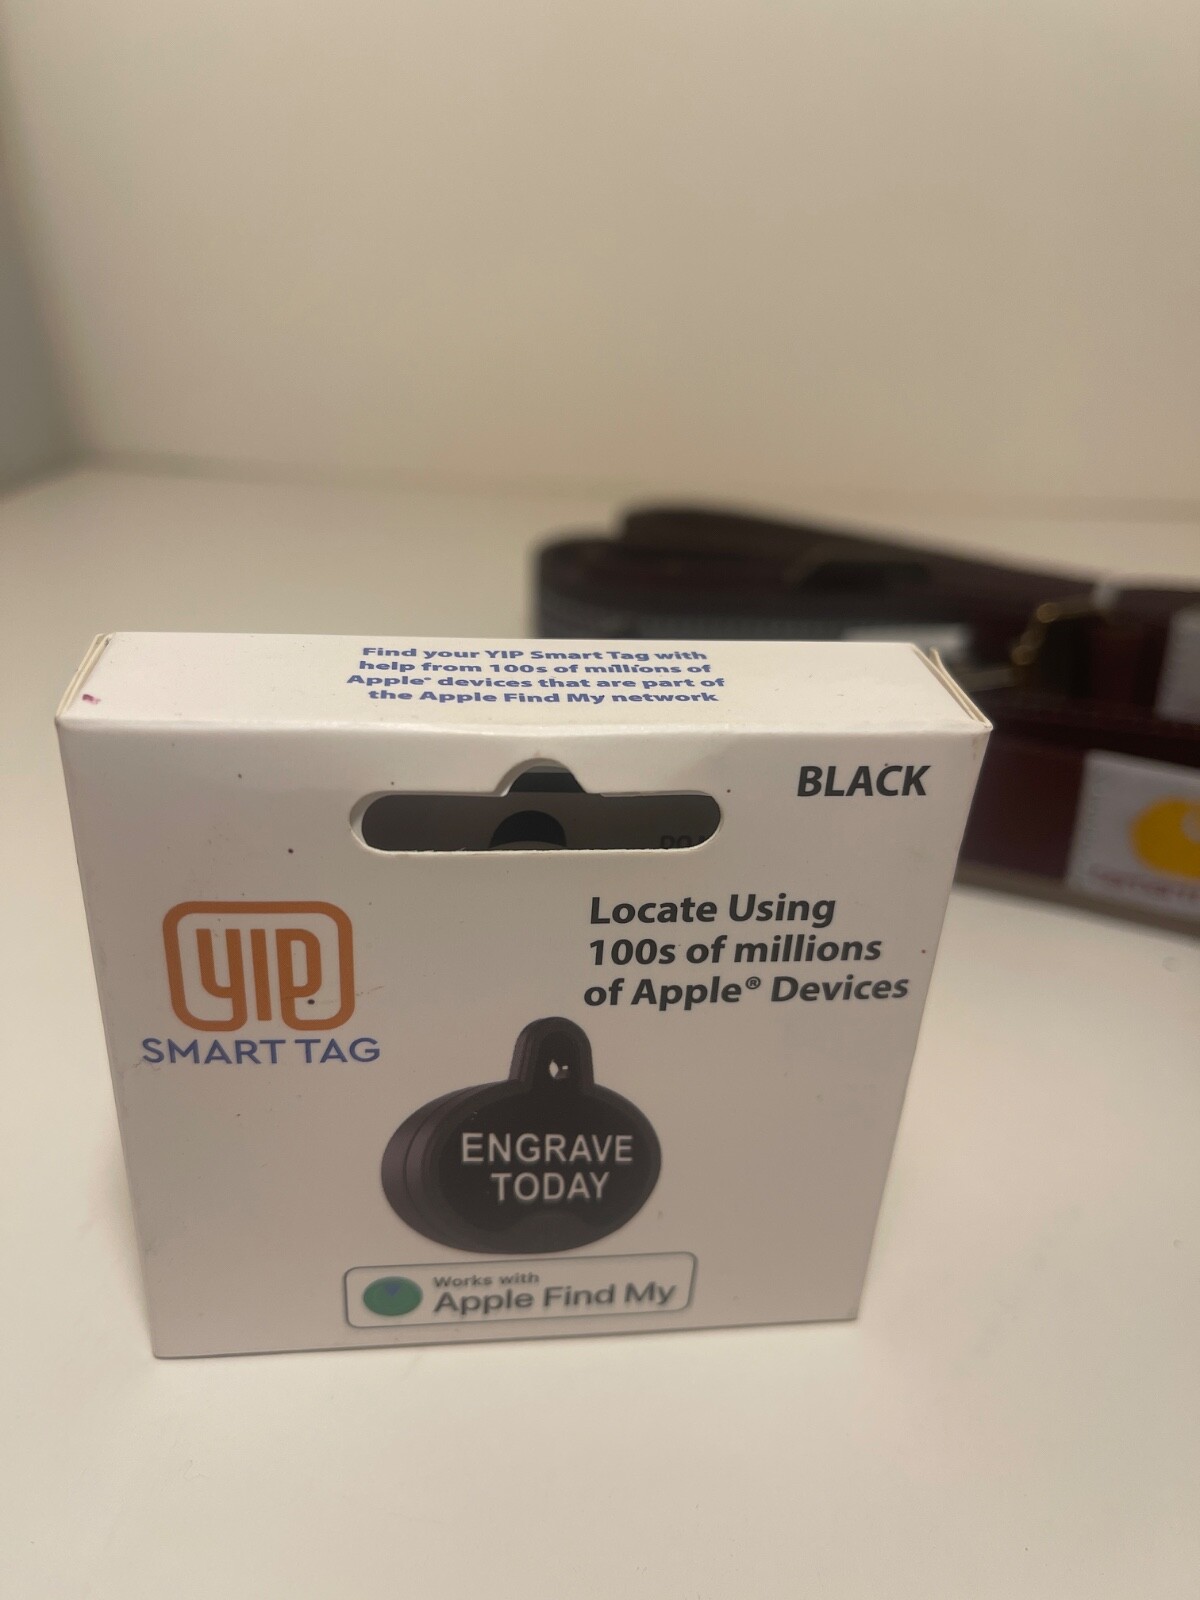 Find your YIP Smart Tag with
help from 100s of millions of
Apple® devices that are part of
the Apple Find My network
BLACK
DO
YIP
SMART TAG
Locate Using
100s of millions
of Apple® Devices
ENGRAVE
TODAY
Works with
Apple Find My